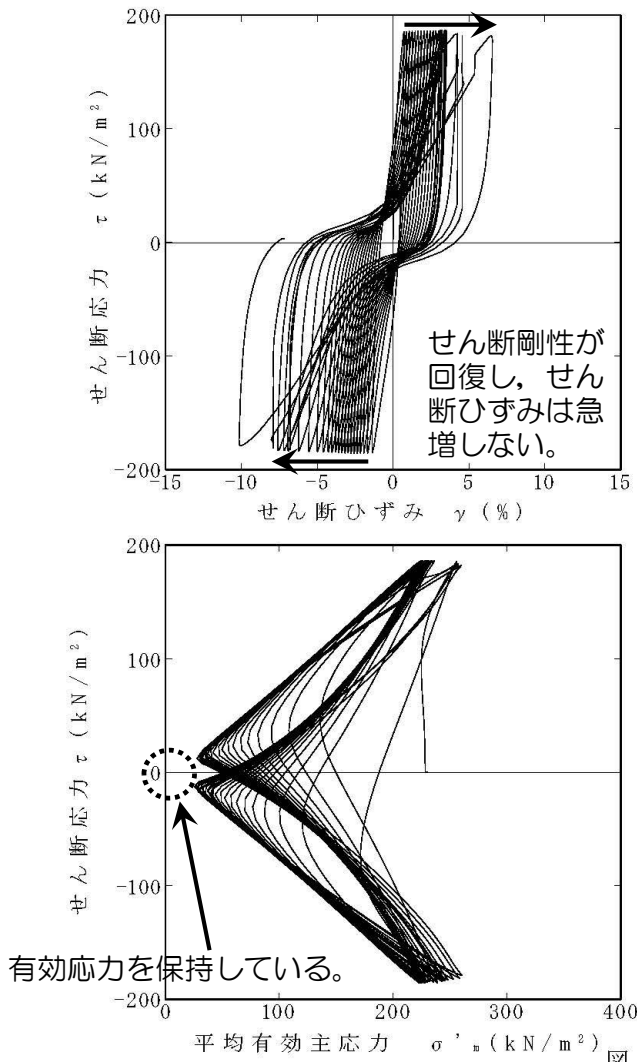 200
100
0
-100
-200
せん断応力 τ (kN/m²)
せん断剛性が
回復し，せん
断ひずみは急
増しない。
-15
-10
-5
0
5
10
15
せん断ひずみ γ (%)
200
100
0
-100
-200
せん断応力 τ (kN/m²)
有効応力を保持している。
0
100
200
300
400
平均有効主応力 σ'm (kN/m²)
図